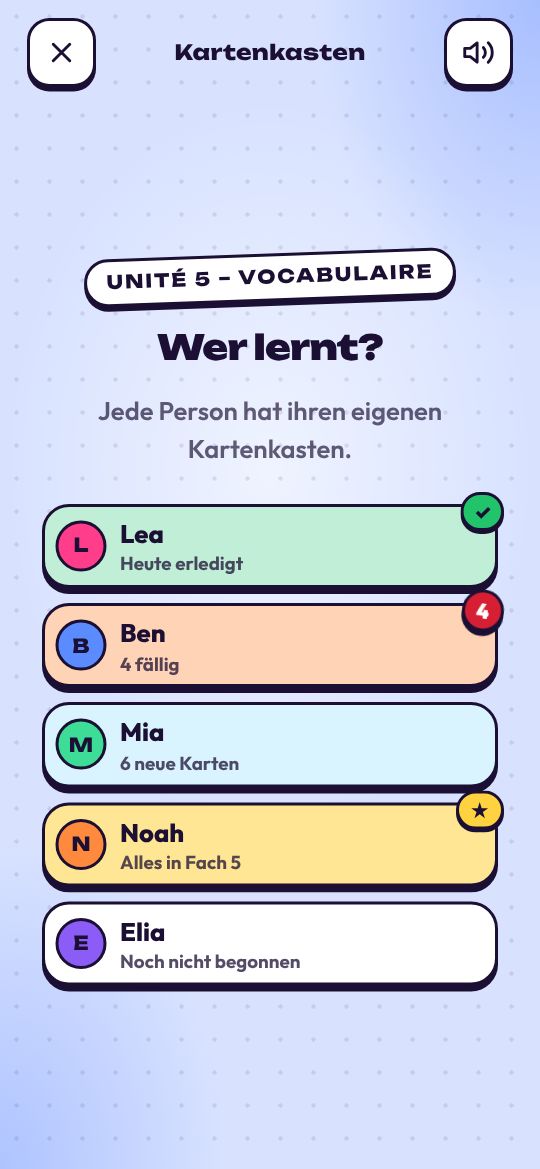 Kartenkasten
UNITÉ 5 – VOCABULAIRE
Wer lernt?
Jede Person hat ihren eigenen
Kartenkasten.
L
Lea
Heute erledigt
4
B
Ben
4 fällig
M
Mia
6 neue Karten
N
Noah
Alles in Fach 5
E
Elia
Noch nicht begonnen